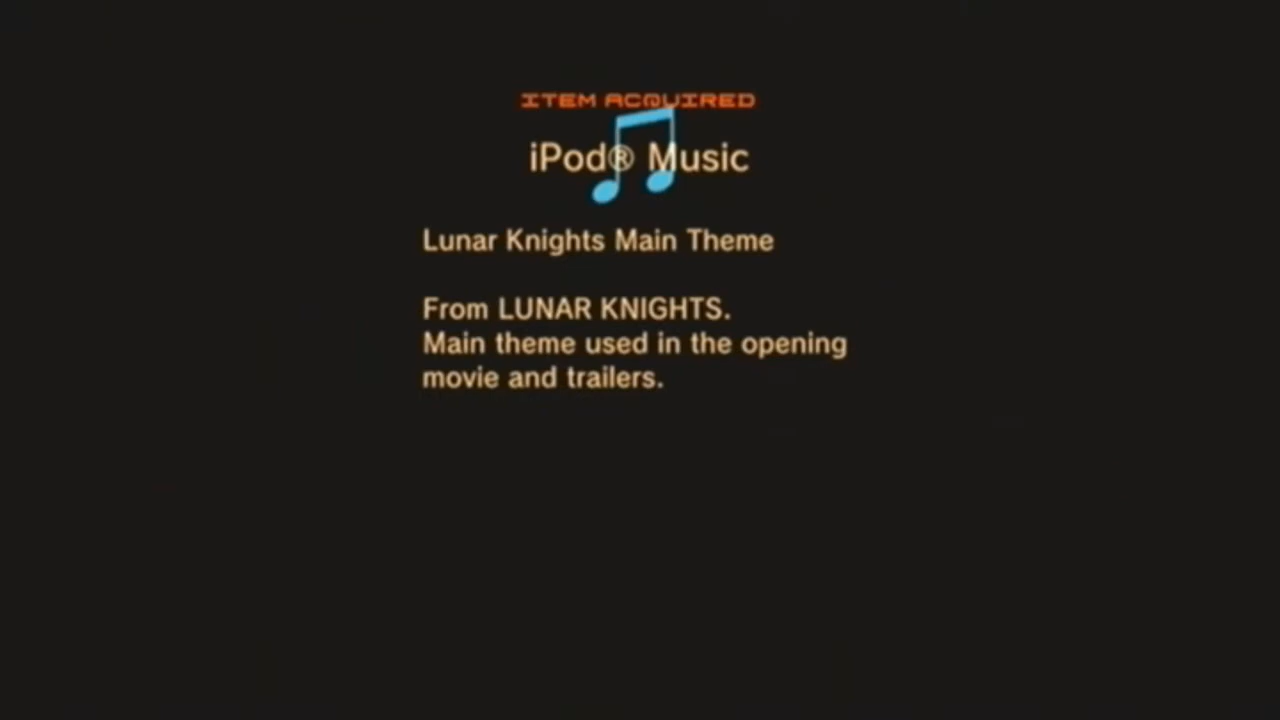 ITEM ACQUIRED
iPod® Music
Lunar Knights Main Theme
From LUNAR KNIGHTS.
Main theme used in the opening
movie and trailers.